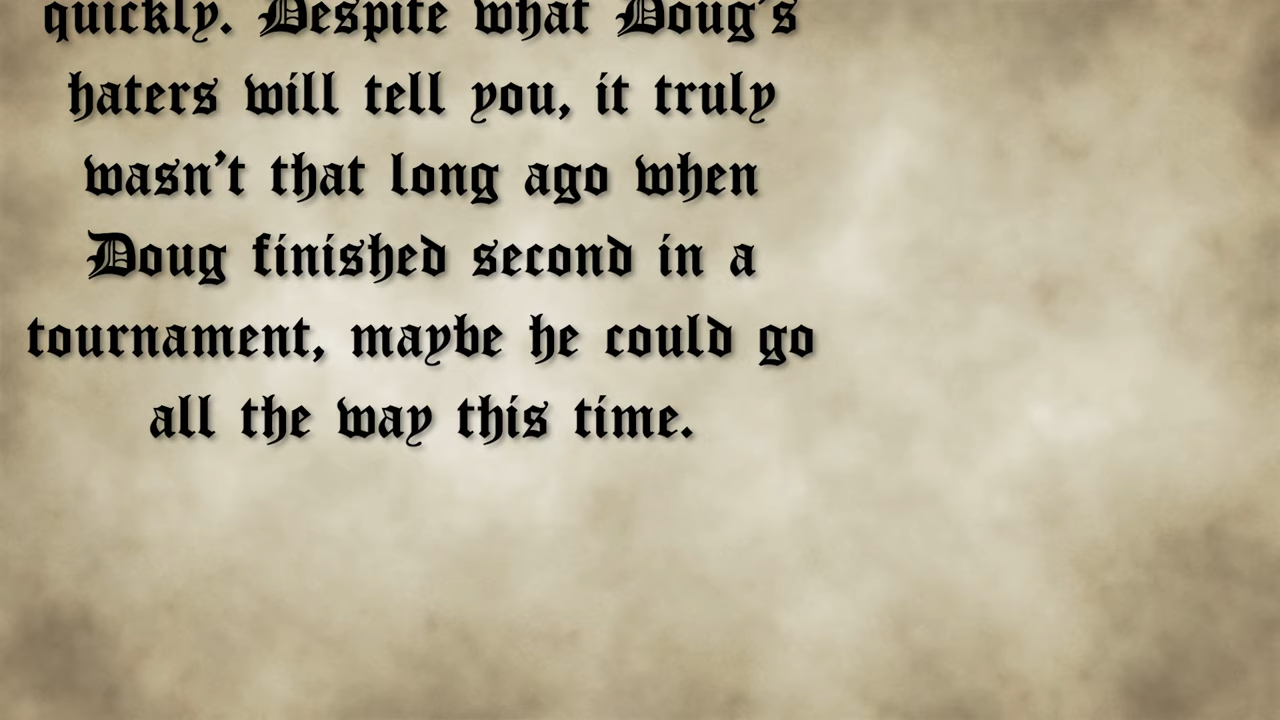 quickly. Despite what Doug's
haters will tell you, it truly
wasn't that long ago when
Doug finished second in a
tournament, maybe he could go
all the way this time.